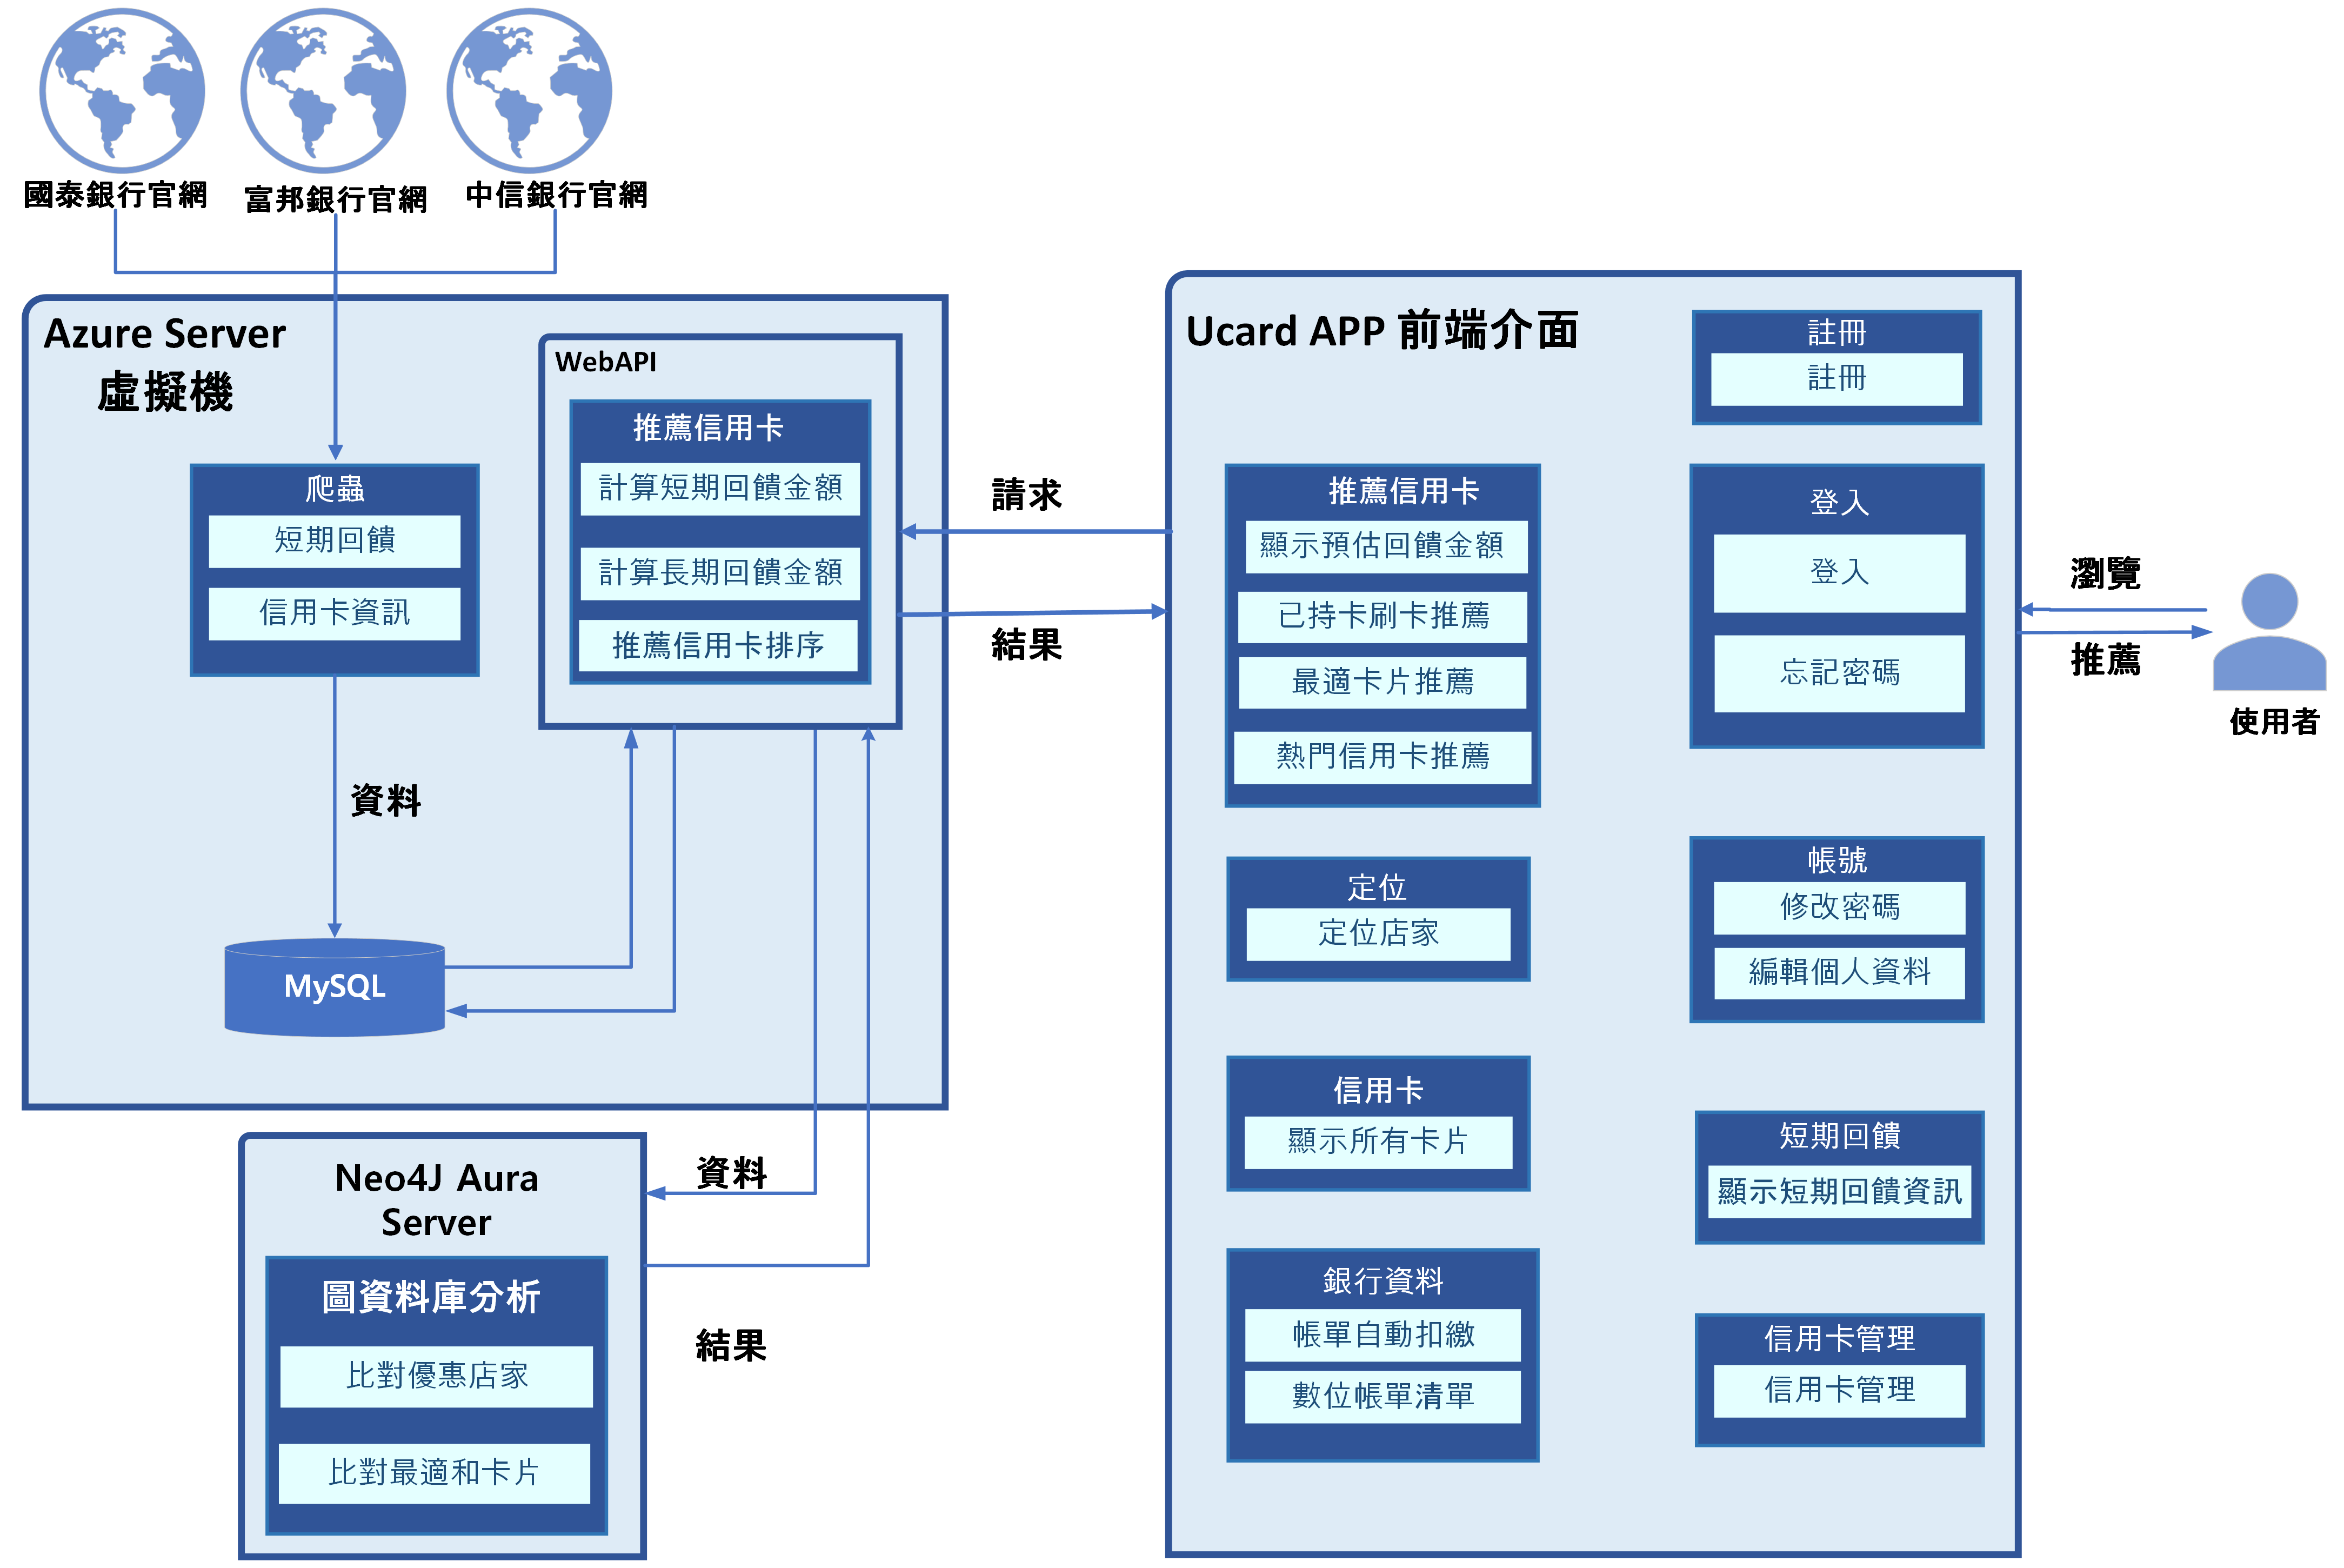 國泰銀行官網
富邦銀行官網
中信銀行官網
Azure Server
虛擬機
爬蟲
短期回饋
信用卡資訊
資料
MySQL
WebAPI
推薦信用卡
計算短期回饋金額
計算長期回饋金額
推薦信用卡排序
請求
結果
Neo4J Aura
Server
圖資料庫分析
比對優惠店家
比對最適和卡片
資料
結果
Ucard APP 前端介面
推薦信用卡
顯示預估回饋金額
已持卡刷卡推薦
最適卡片推薦
熱門信用卡推薦
定位
定位店家
信用卡
顯示所有卡片
銀行資料
帳單自動扣繳
數位帳單清單
註冊
註冊
登入
登入
忘記密碼
帳號
修改密碼
編輯個人資料
短期回饋
顯示短期回饋資訊
信用卡管理
信用卡管理
瀏覽
推薦
使用者